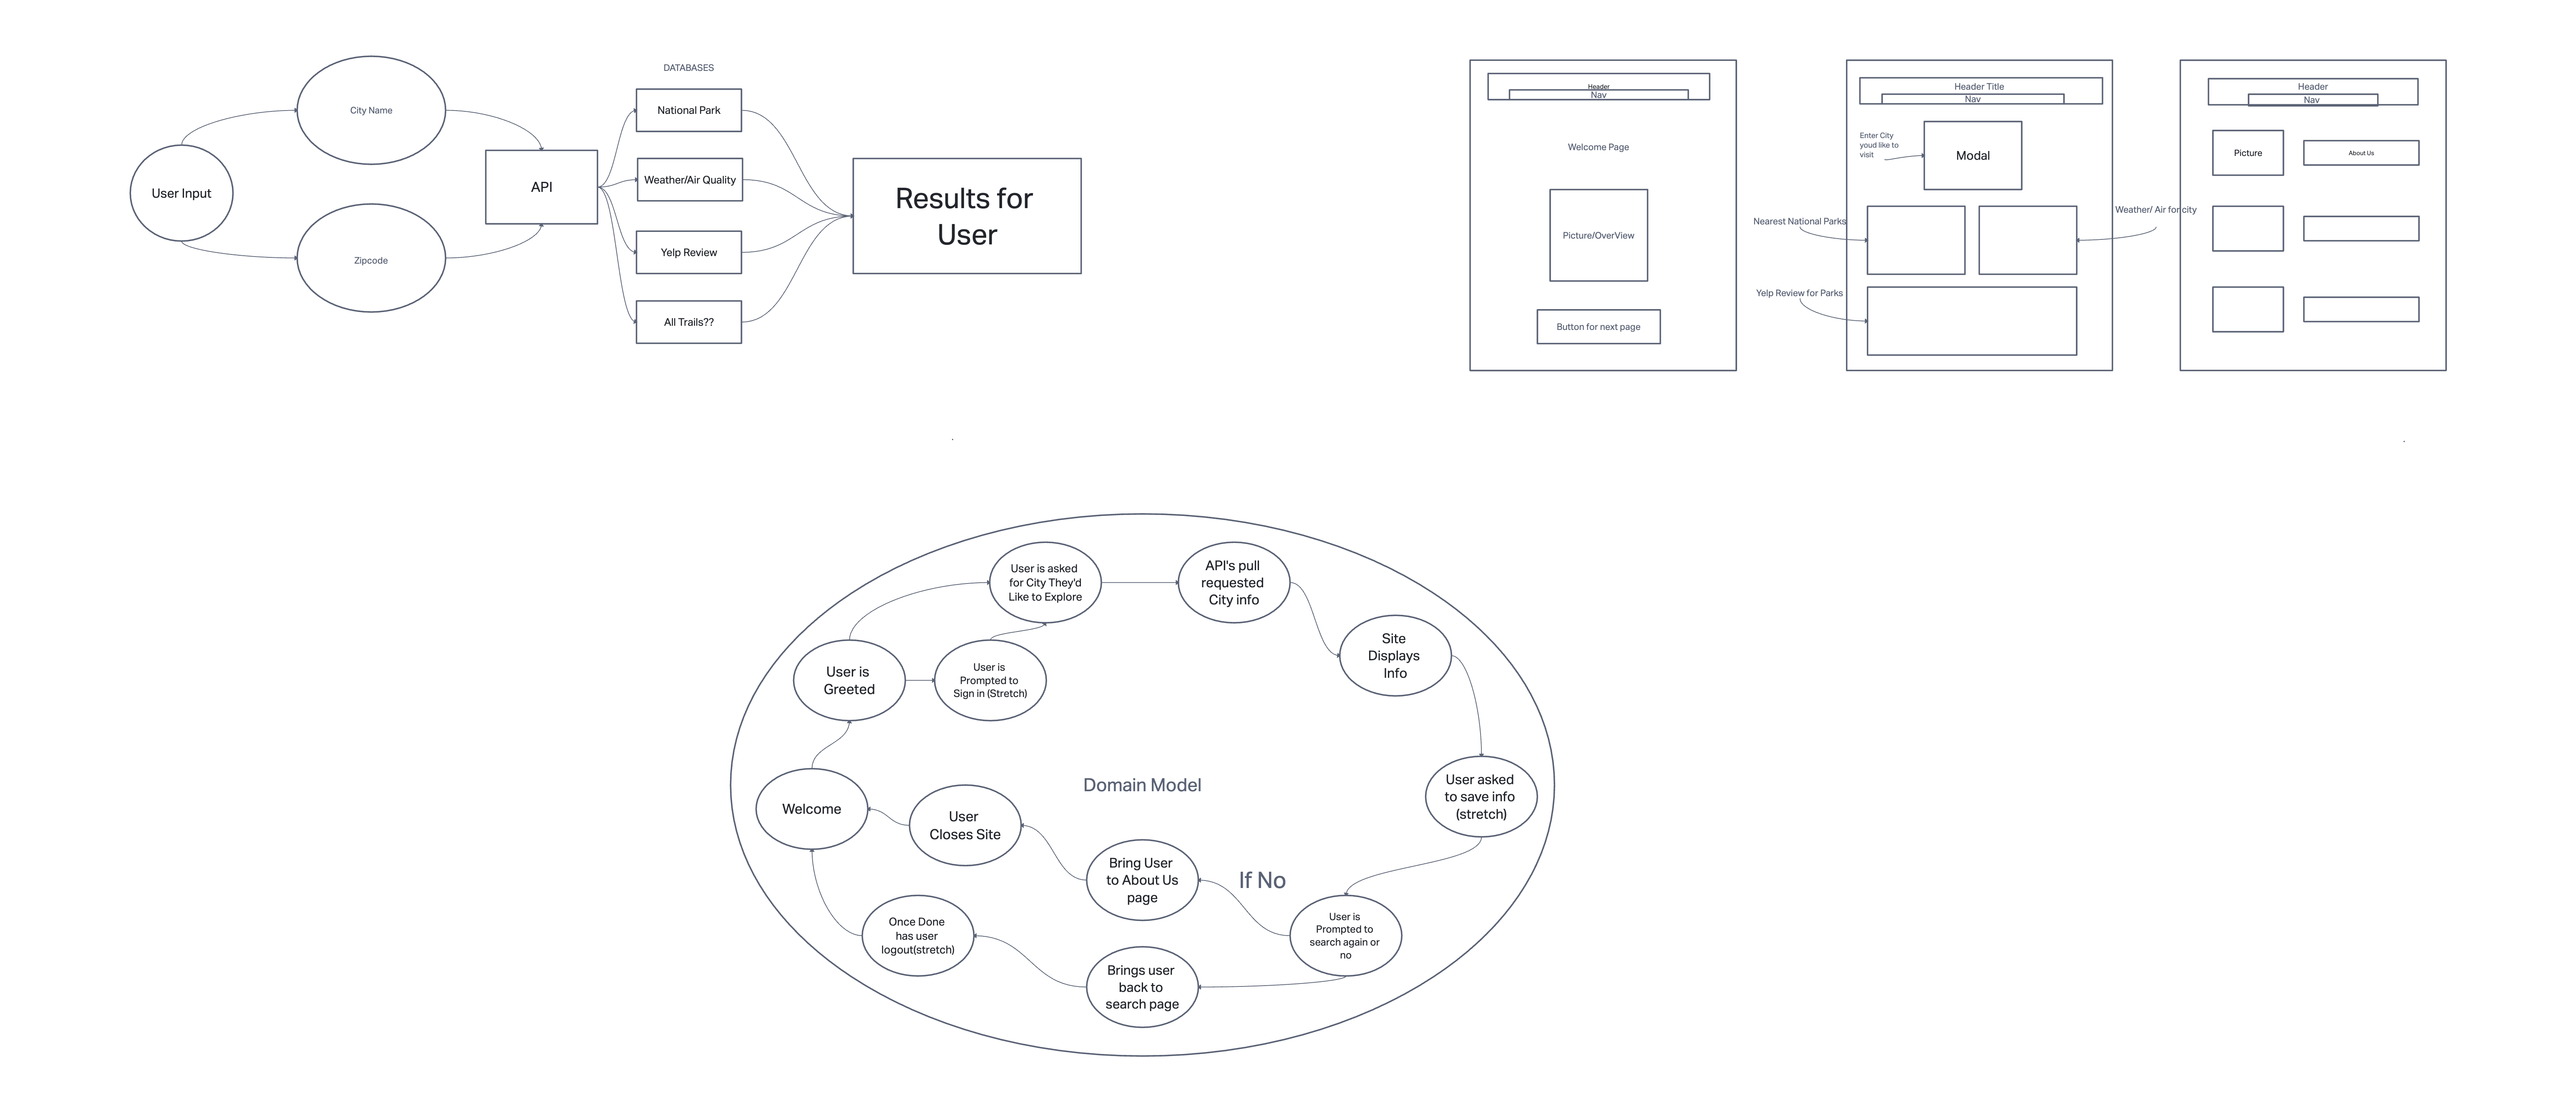 DATABASES
City Name
User Input
Zipcode
API
National Park
Weather/Air Quality
Yelp Review
All Trails??
Results for
User
Header
Nav
Welcome Page
Picture/OverView
Button for next page
Header Title
Nav
Enter City
youd like to
visit
Modal
Nearest National Parks
Weather/ Air for city
Yelp Review for Parks
Header
Nav
Picture
About Us
User is asked
for City They'd
Like to Explore
API's pull
requested
City info
Site
Displays
Info
User is
Greeted
User is
Prompted to
Sign in (Stretch)
Domain Model
User asked
to save info
(stretch)
Welcome
User
Closes Site
Bring User
to About Us
page
If No
User is
Prompted to
search again or
no
Once Done
has user
logout(stretch)
Brings user
back to
search page